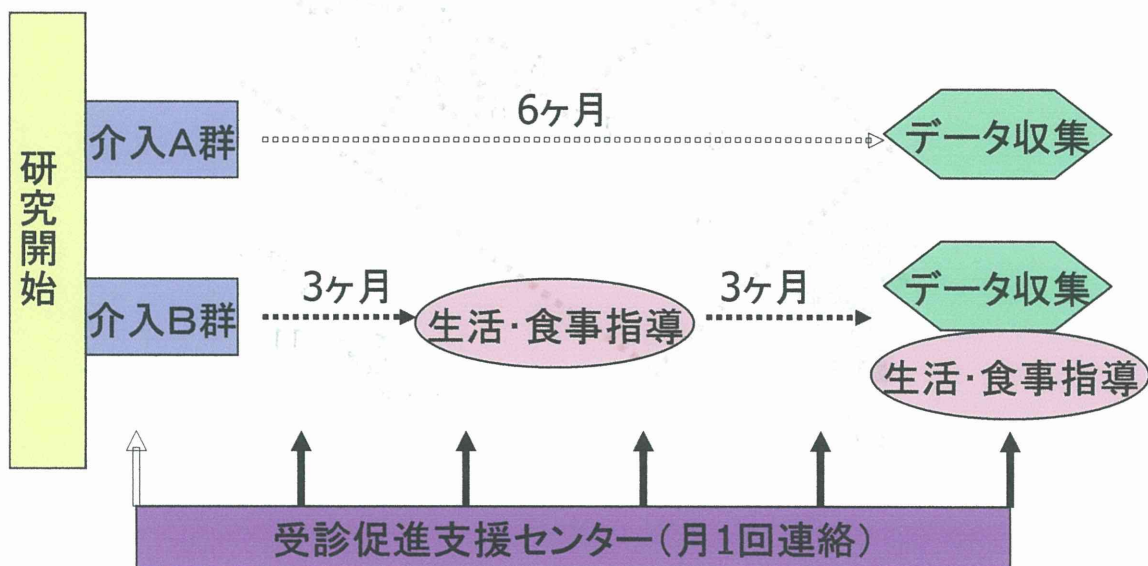 研究開始
介入A群
6ヶ月
データ収集
介入B群
3ヶ月
生活・食事指導
3ヶ月
データ収集
生活・食事指導
受診促進支援センター(月1回連絡)